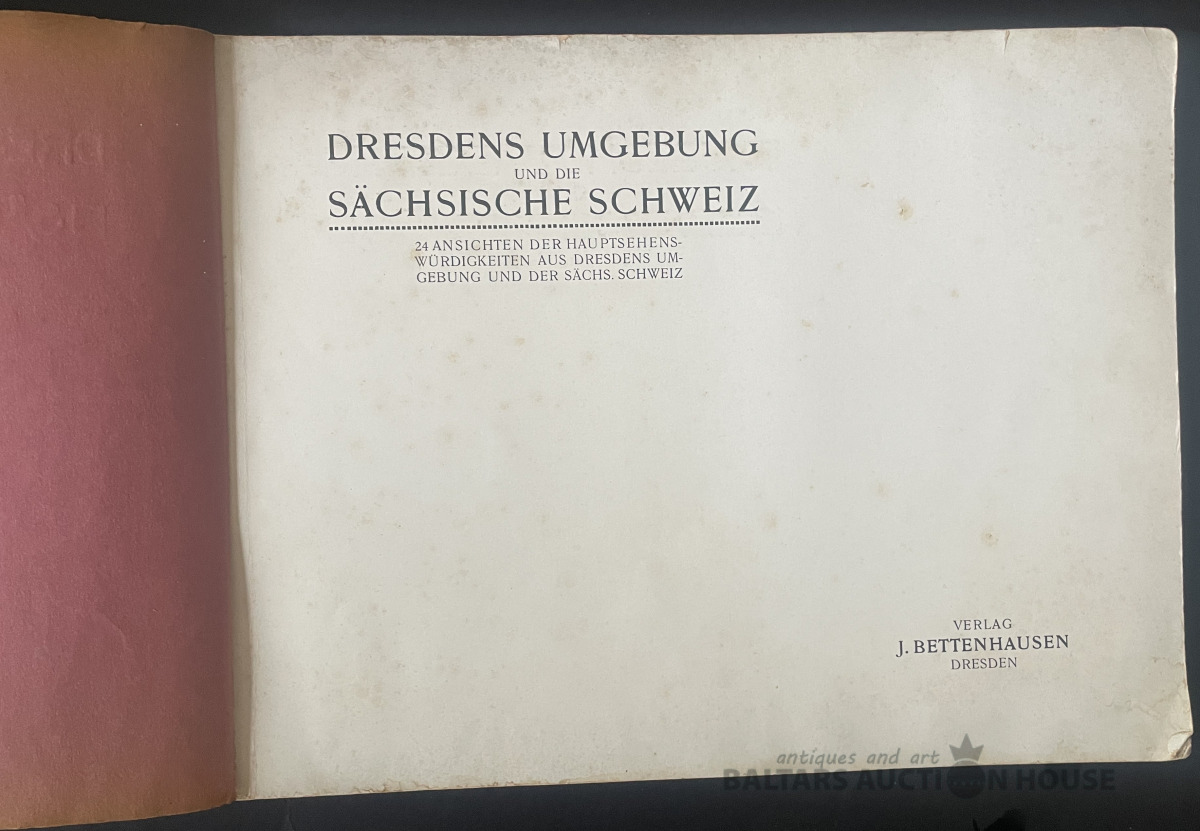 DRESDENS UMGEBUNG
UND DIE
SÄCHSISCHE SCHWEIZ
24 ANSICHTEN DER HAUPTSEHENS-
WÜRDIGKEITEN AUS DRESDENS UM-
GEBUNG UND DER SÄCHS. SCHWEIZ
VERLAG
J. BETTENHAUSEN
DRESDEN
antiques and art
BALTARS AUCTION HOUSE